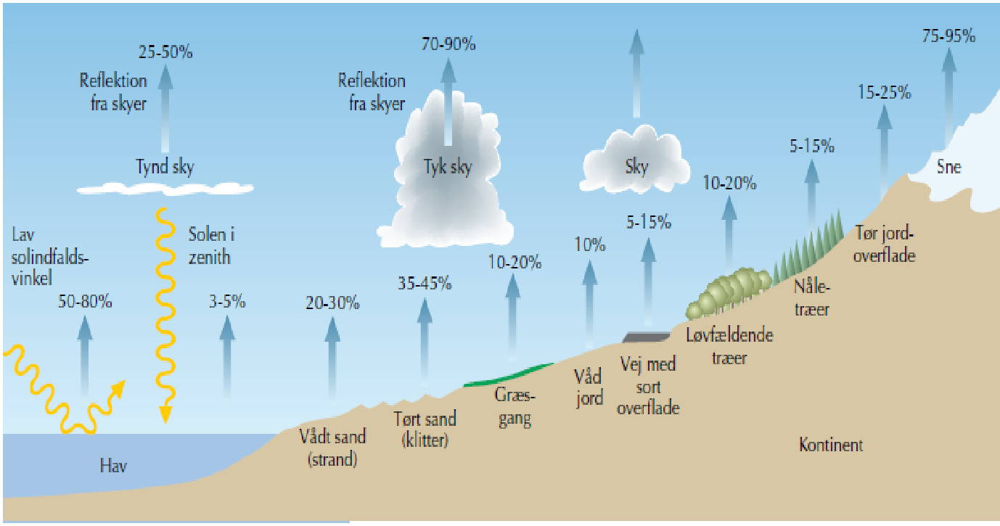 25-50%
Reflektion
fra skyer
Tynd sky
70-90%
Reflektion
fra skyer
Tyk sky
Sky
75-95%
Sne
15-25%
Tør jord-
overflade
5-15%
Nåle-
træer
10-20%
Løvfældende
træer
5-15%
Vej med
sort
overflade
10%
Våd
jord
10-20%
Græs-
gang
35-45%
Tørt sand
(klitter)
20-30%
Vådt sand
(strand)
3-5%
Solen i
zenith
Lav
solindfalds-
vinkel
50-80%
Hav
Kontinent